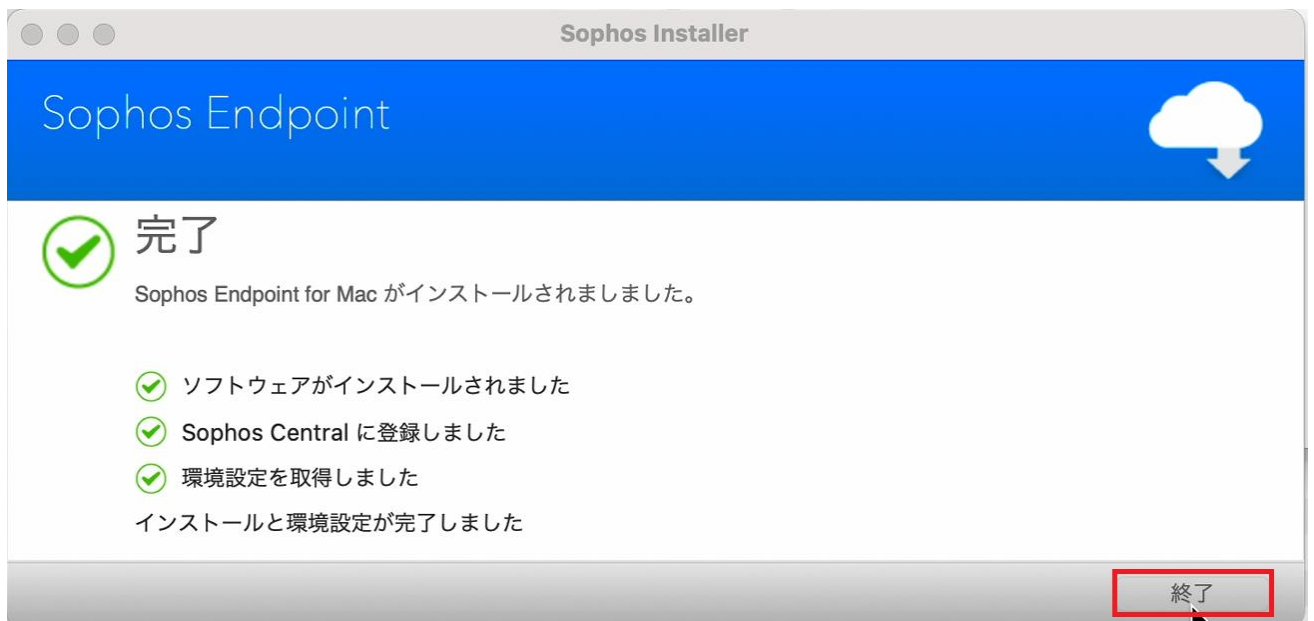 Sophos Installer
Sophos Endpoint
完了
Sophos Endpoint for Mac がインストールされましました。
ソフトウェアがインストールされました
Sophos Central に登録しました
環境設定を取得しました
インストールと環境設定が完了しました
終了